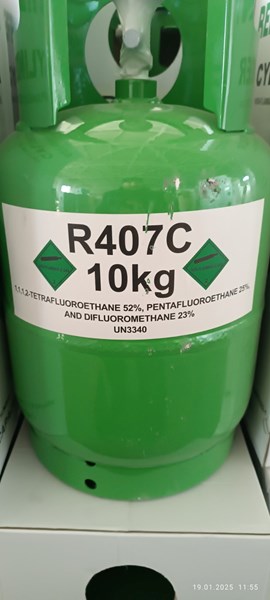 R407C
10kg
1,1,1,2-TETRAFLUOROETHANE 52%, PENTAFLUOROETHANE 25%,
AND DIFLUOROMETHANE 23%
UN3340
19.01.2025 11:55